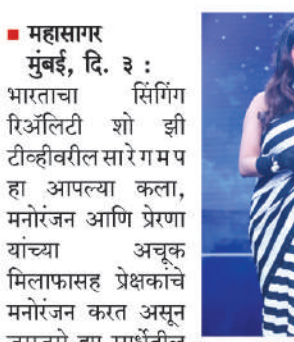 ■ महासागर
मुंबई, दि. ३ :
भारताचा सिंगिंग
रिअ‍ॅलिटी शो झी
टीव्हीवरील सा रे ग म प
हा आपल्या कला,
मनोरंजन आणि प्रेरणा
यांच्या अचूक
मिलाफासह प्रेक्षकांचे
मनोरंजन करत असून